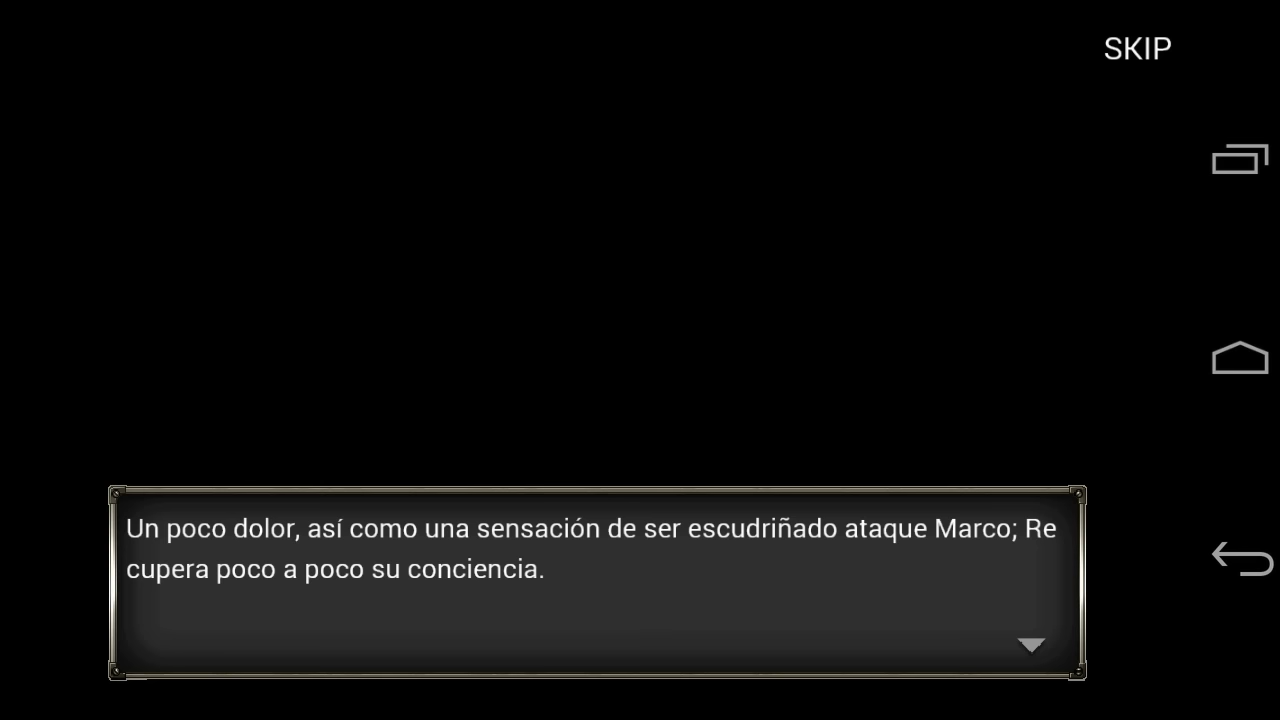 SKIP
Un poco dolor, así como una sensación de ser escudriñado ataque Marco; Re
cupera poco a poco su conciencia.